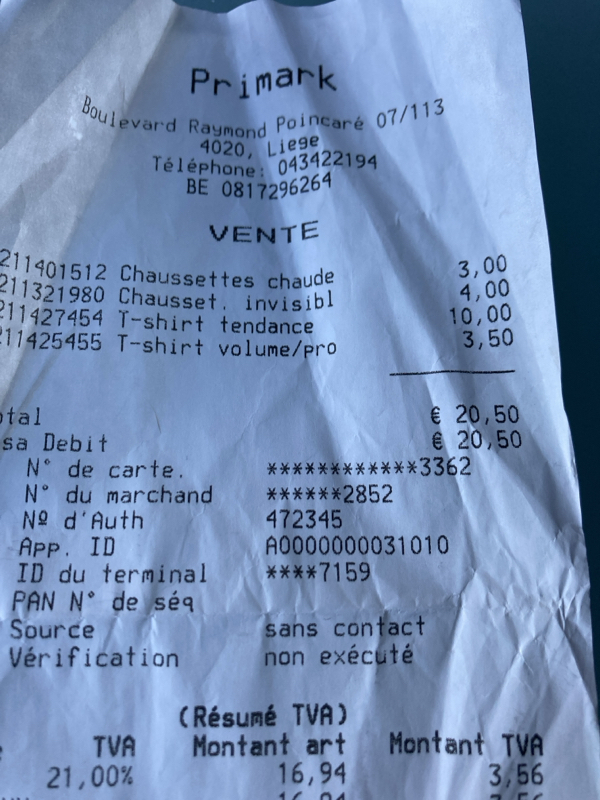 Primark
Boulevard Raymond Poincaré 07/113
4020, Liege
Téléphone: 043422194
BE 0817296264
VENTE
211401512 Chaussettes chaude 3,00
211321980 Chausset. invisibl 4,00
211427454 T-shirt tendance 10,00
211425455 T-shirt volume/pro 3,50
otal € 20,50
sa Debit € 20,50
N° de carte. ************3362
N° du marchand ******2852
Nº d'Auth 472345
App. ID A0000000031010
ID du terminal ****7159
PAN N° de séq
Source sans contact
Vérification non exécuté
(Résumé TVA)
TVA Montant art Montant TVA
21,00% 16,94 3,56